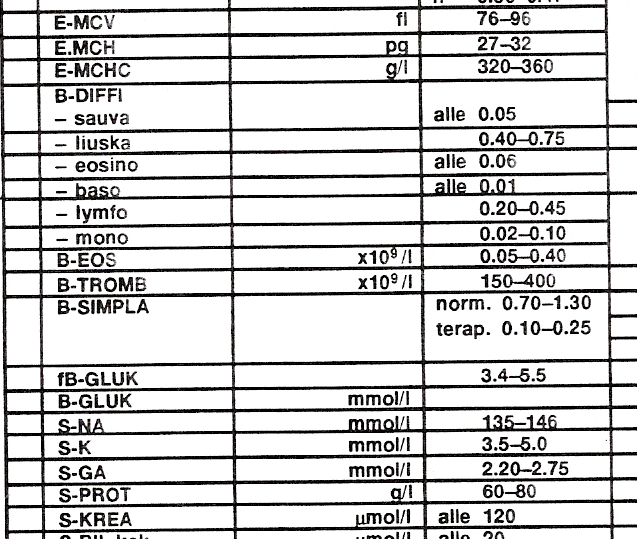 E-MCV fl 76–96
E.MCH pg 27–32
E-MCHC g/l 320–360
B-DIFFI
– sauva alle 0.05
– liuska 0.40–0.75
– eosino alle 0.06
– baso alle 0.01
– lymfo 0.20–0.45
– mono 0.02–0.10
B-EOS x10⁹/l 0.05–0.40
B-TROMB x10⁹/l 150–400
B-SIMPLA norm. 0.70–1.30
terap. 0.10–0.25
fB-GLUK 3.4–5.5
B-GLUK mmol/l
S-NA mmol/l 135–146
S-K mmol/l 3.5–5.0
S-GA mmol/l 2.20–2.75
S-PROT g/l 60–80
S-KREA µmol/l alle 120
µmol/l alle 20